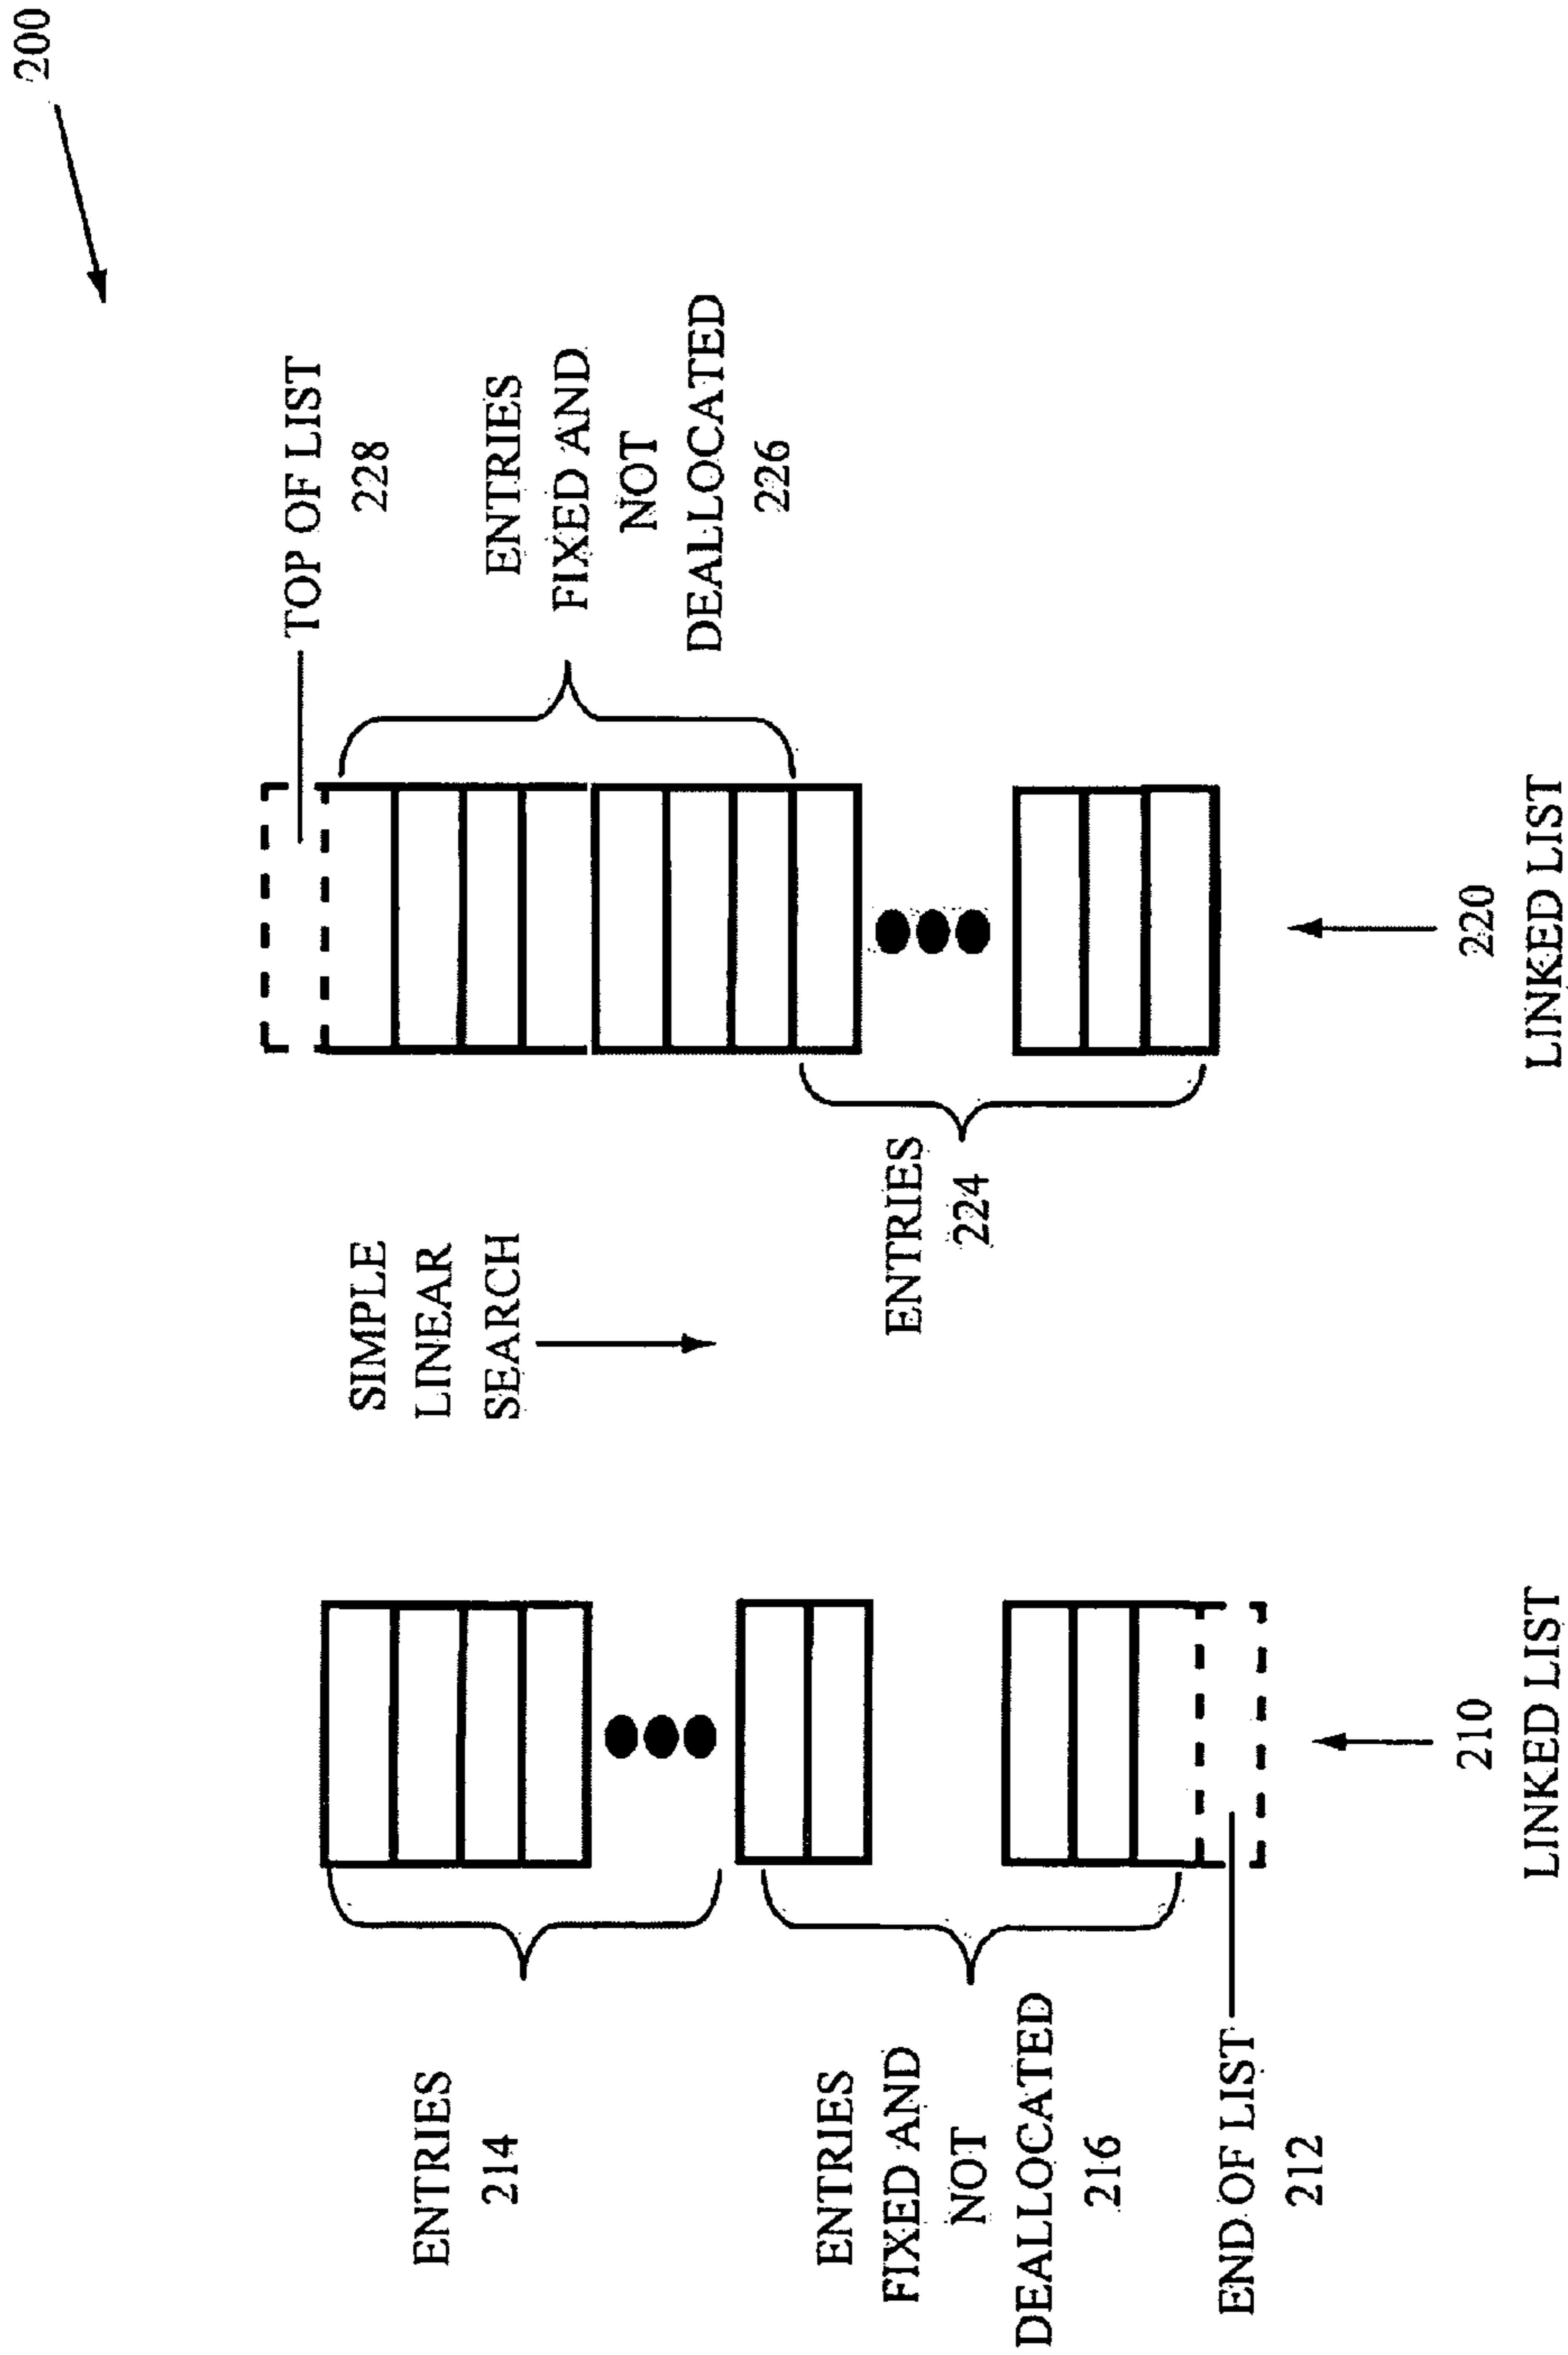 200
ENTRIES
214
ENTRIES
FIXED AND
NOT
DEALLOCATED
216
END OF LIST
212
210
LINKED LIST
SIMPLE
LINEAR
SEARCH
TOP OF LIST
228
ENTRIES
FIXED AND
NOT
DEALLOCATED
226
ENTRIES
224
220
LINKED LIST